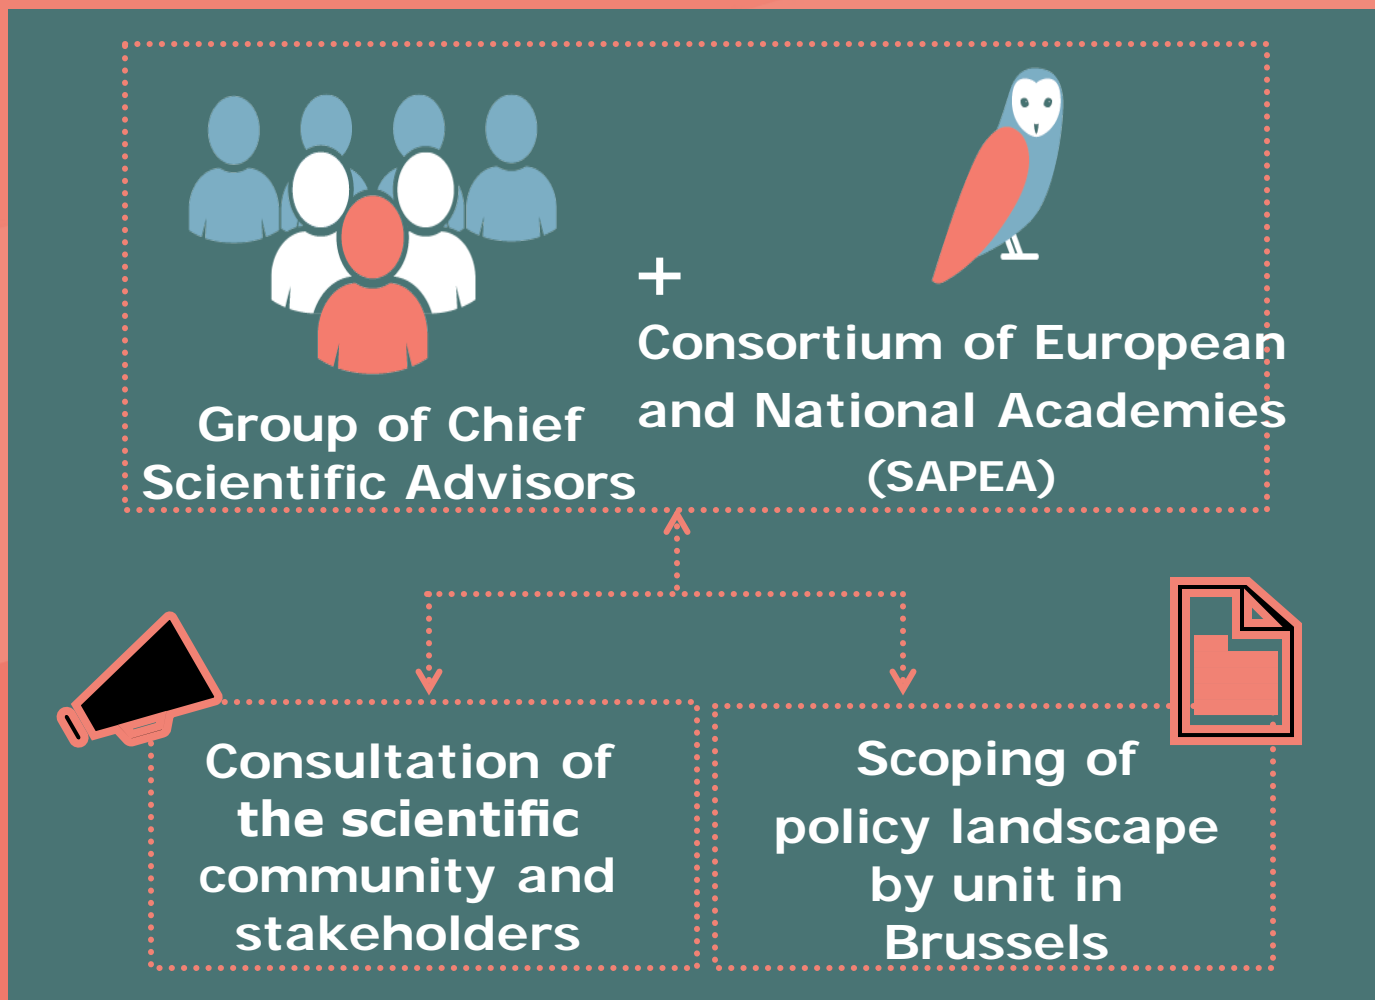 Group of Chief
Scientific Advisors
+
Consortium of European
and National Academies
(SAPEA)
Consultation of
the scientific
community and
stakeholders
Scoping of
policy landscape
by unit in
Brussels